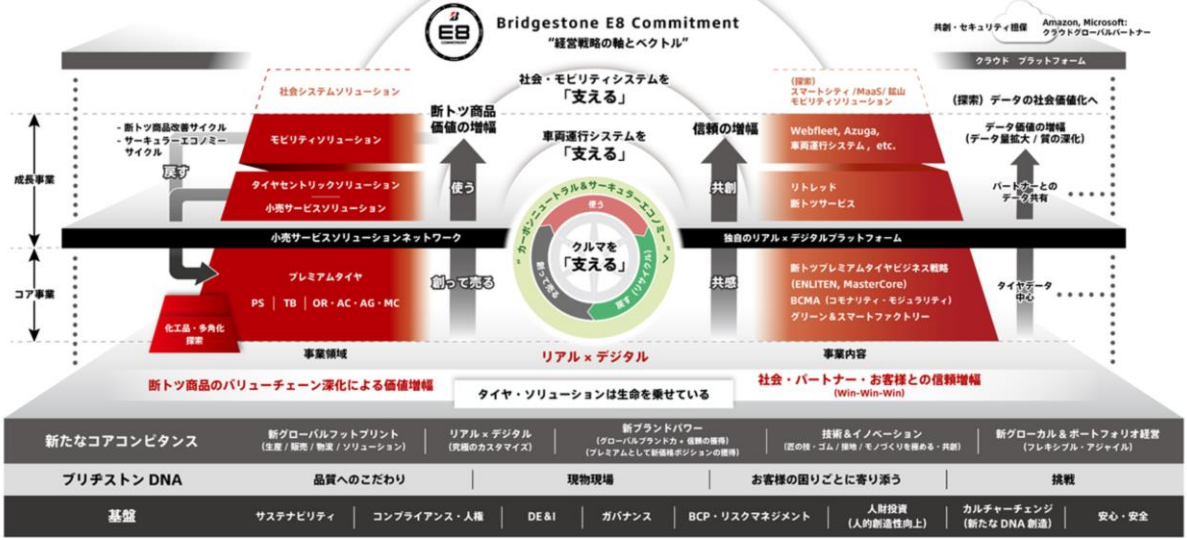 E8
COMMITMENT
Bridgestone E8 Commitment
“経営戦略の軸とベクトル”
共創・セキュリティ担保
Amazon, Microsoft:
クラウドグローバルパートナー
クラウド プラットフォーム
社会システムソリューション
社会・モビリティシステムを
「支える」
(探索)
スマートシティ/MaaS/ 鉱山
モビリティソリューション
(探索) データの社会価値化へ
断トツ商品
価値の増幅
信頼の増幅
- 断トツ商品改善サイクル
- サーキュラーエコノミー
サイクル
戻す
モビリティソリューション
車両運行システムを
「支える」
Webfleet, Azuga,
車両運行システム , etc.
データ価値の増幅
(データ量拡大 / 質の深化)
成長事業
タイヤセントリックソリューション
小売サービスソリューション
使う
共創
リトレッド
断トツサービス
パートナーとの
データ共有
小売サービスソリューションネットワーク
独自のリアル×デジタルプラットフォーム
“カーボンニュートラル&サーキュラーエコノミー”へ
使う
クルマを
「支える」
創って売る
戻す (リサイクル)
コア事業
プレミアムタイヤ
PS | TB | OR・AC・AG・MC
創って売る
共感
断トツプレミアムタイヤビジネス戦略
(ENLITEN, MasterCore)
BCMA (コモナリティ・モジュラリティ)
グリーン&スマートファクトリー
タイヤデータ
中心
化工品・多角化
探索
事業領域
リアル × デジタル
事業内容
断トツ商品のバリューチェーン深化による価値増幅
タイヤ・ソリューションは生命を乗せている
社会・パートナー・お客様との信頼増幅
(Win-Win-Win)
新たなコアコンピタンス
新グローバルフットプリント
(生産 / 販売 / 物流 / ソリューション)
リアル × デジタル
(究極のカスタマイズ)
新ブランドパワー
(グローバルブランド力 + 信頼の獲得)
(プレミアムとして新価格ポジションの獲得)
技術&イノベーション
(匠の技・ゴム / 接地 / モノづくりを極める・共創)
新グローカル & ポートフォリオ経営
(フレキシブル・アジャイル)
ブリヂストン DNA
品質へのこだわり
現物現場
お客様の困りごとに寄り添う
挑戦
基盤
サステナビリティ
コンプライアンス・人権
DE&I
ガバナンス
BCP・リスクマネジメント
人財投資
(人的創造性向上)
カルチャーチェンジ
(新たな DNA 創造)
安心・安全